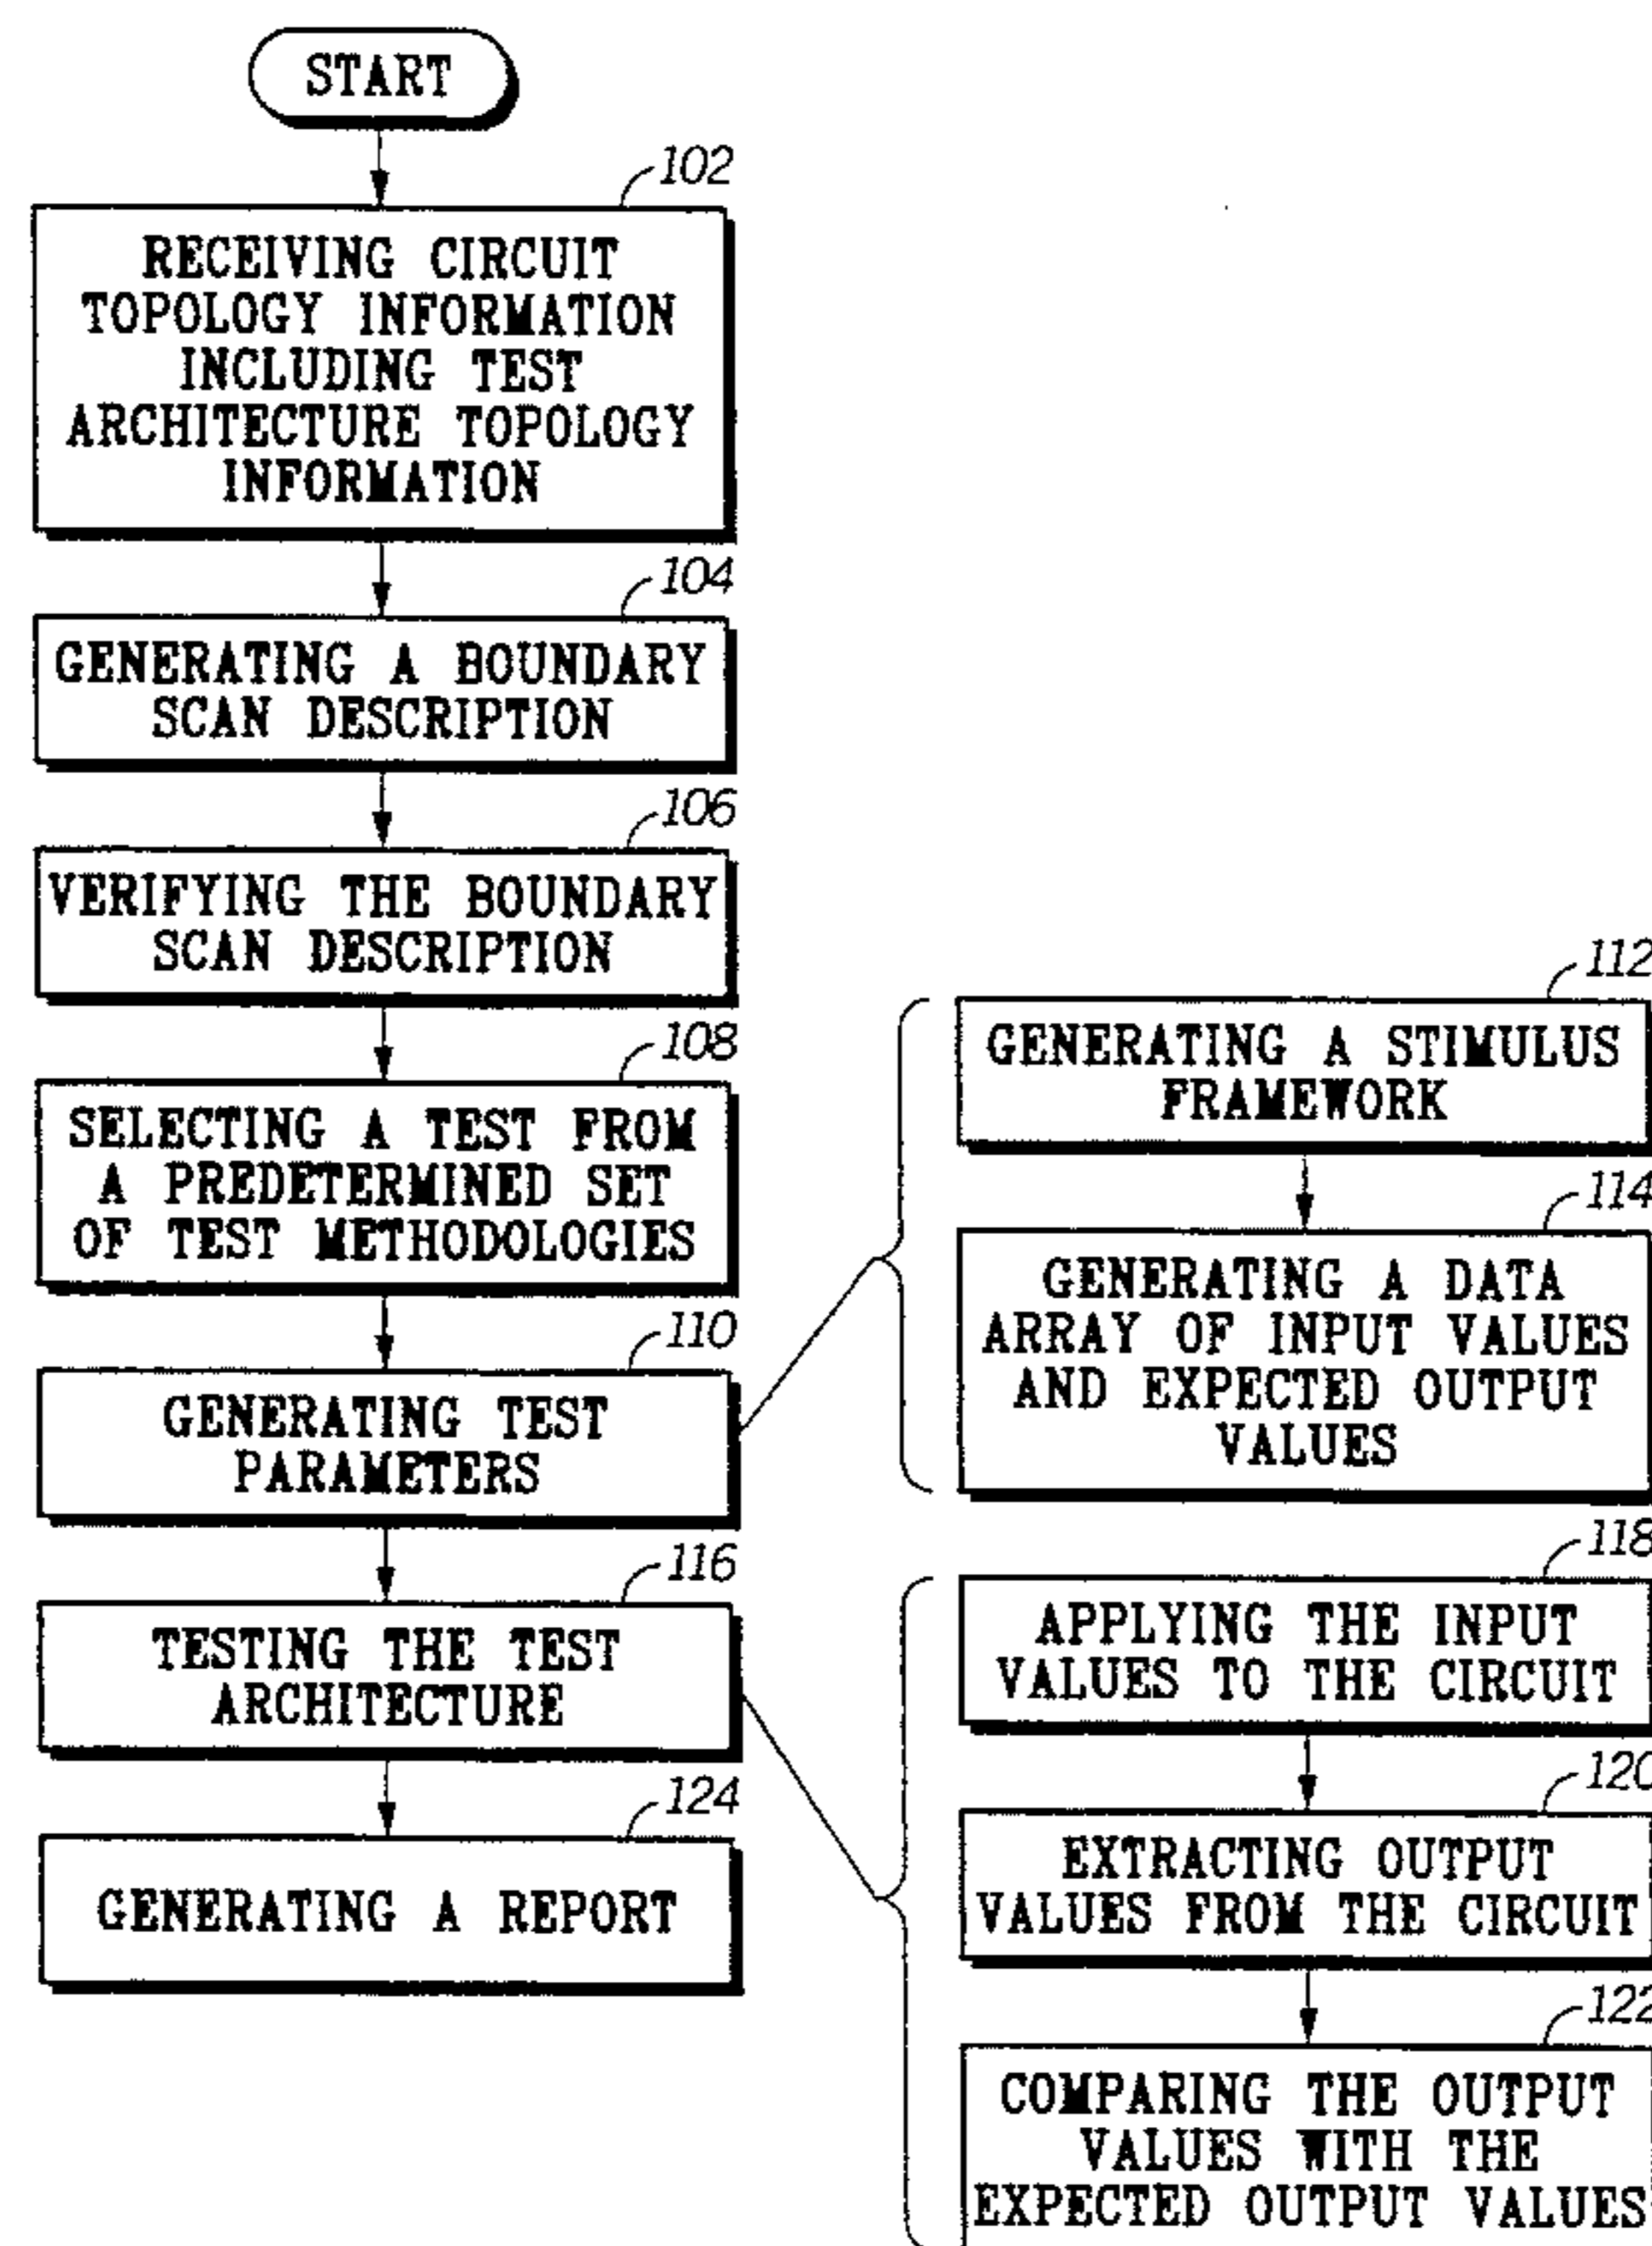 START
102
RECEIVING CIRCUIT
TOPOLOGY INFORMATION
INCLUDING TEST
ARCHITECTURE TOPOLOGY
INFORMATION
104
GENERATING A BOUNDARY
SCAN DESCRIPTION
106
VERIFYING THE BOUNDARY
SCAN DESCRIPTION
108
SELECTING A TEST FROM
A PREDETERMINED SET
OF TEST METHODOLOGIES
110
GENERATING TEST
PARAMETERS
112
GENERATING A STIMULUS
FRAMEWORK
114
GENERATING A DATA
ARRAY OF INPUT VALUES
AND EXPECTED OUTPUT
VALUES
116
TESTING THE TEST
ARCHITECTURE
118
APPLYING THE INPUT
VALUES TO THE CIRCUIT
120
EXTRACTING OUTPUT
VALUES FROM THE CIRCUIT
122
COMPARING THE OUTPUT
VALUES WITH THE
EXPECTED OUTPUT VALUES
124
GENERATING A REPORT